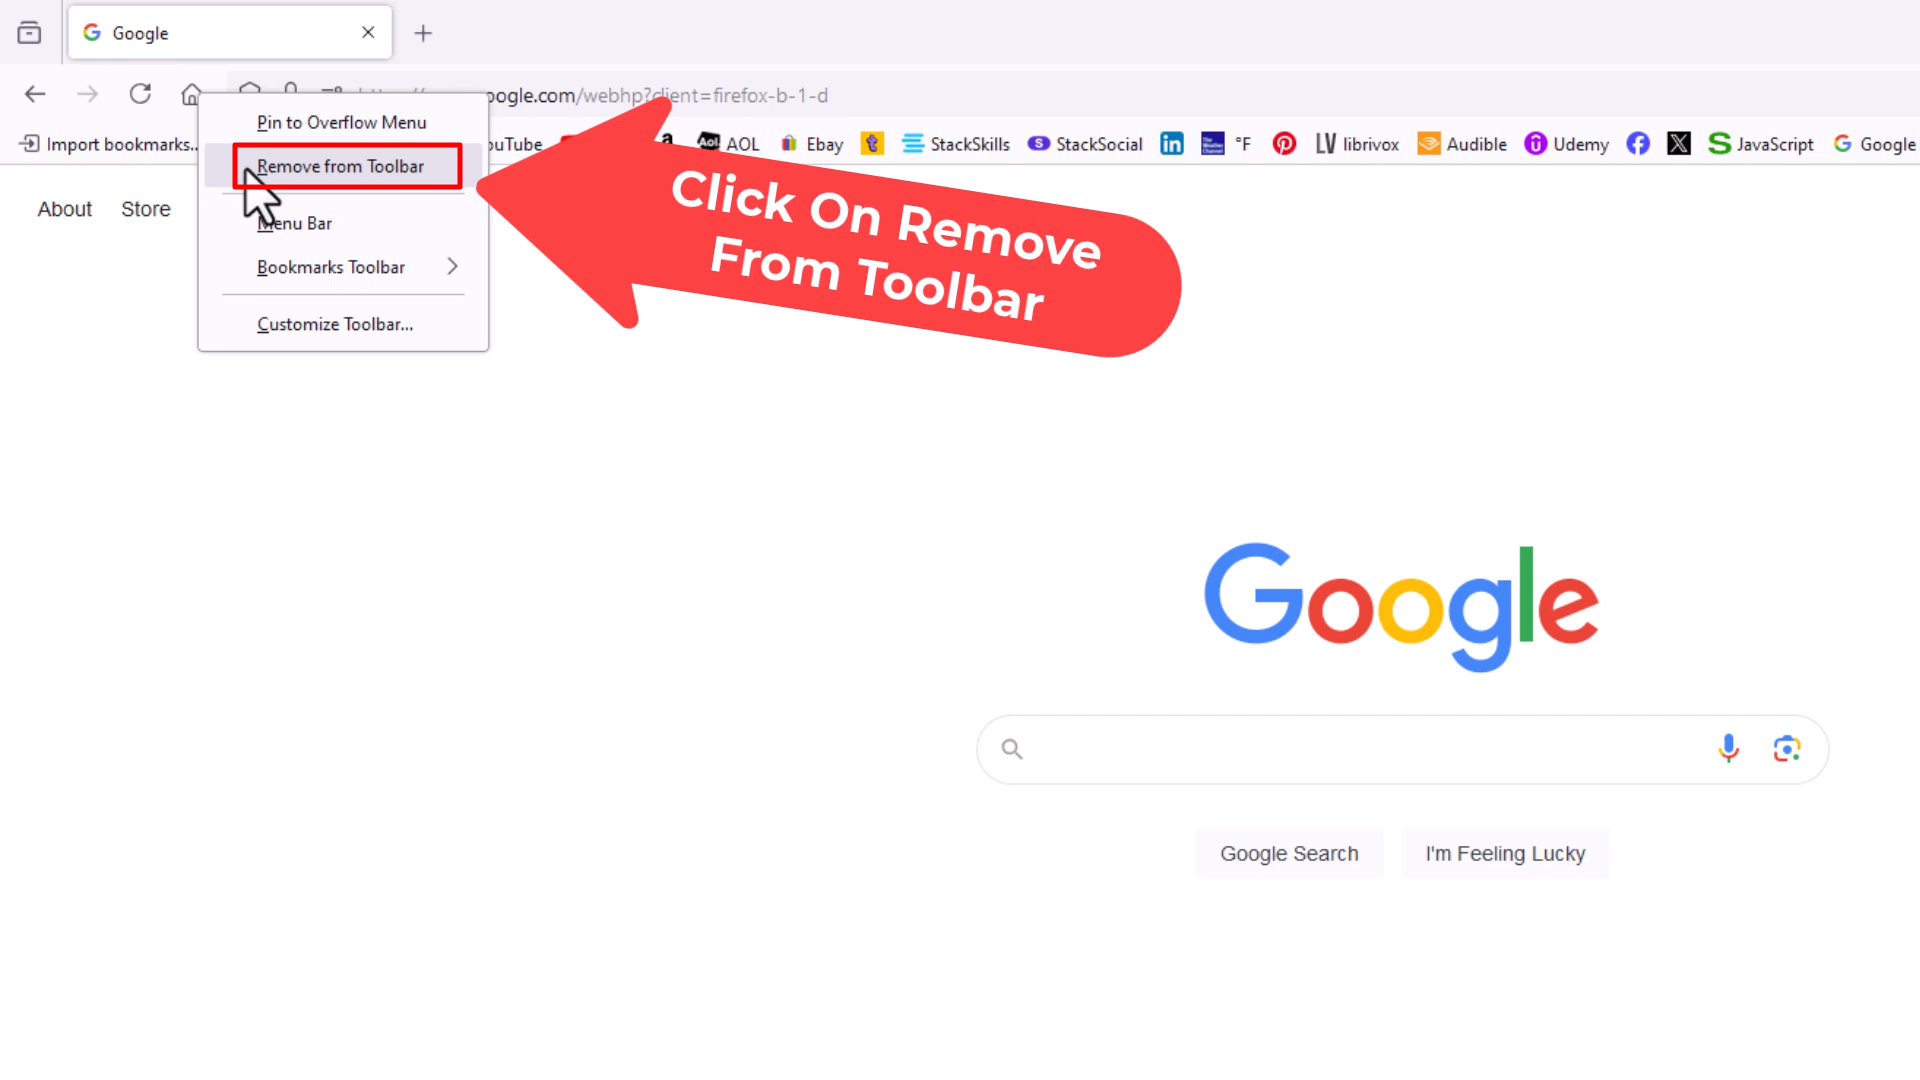 Google
ogle.com/webhp?client=firefox-b-1-d
Import bookmarks...
uTube
AOL
Ebay
StackSkills
StackSocial
°F
librivox
Audible
Udemy
JavaScript
Google
Pin to Overflow Menu
Remove from Toolbar
Menu Bar
Bookmarks Toolbar
Customize Toolbar...
About
Store
Click On Remove
From Toolbar
Google
Google Search
I'm Feeling Lucky